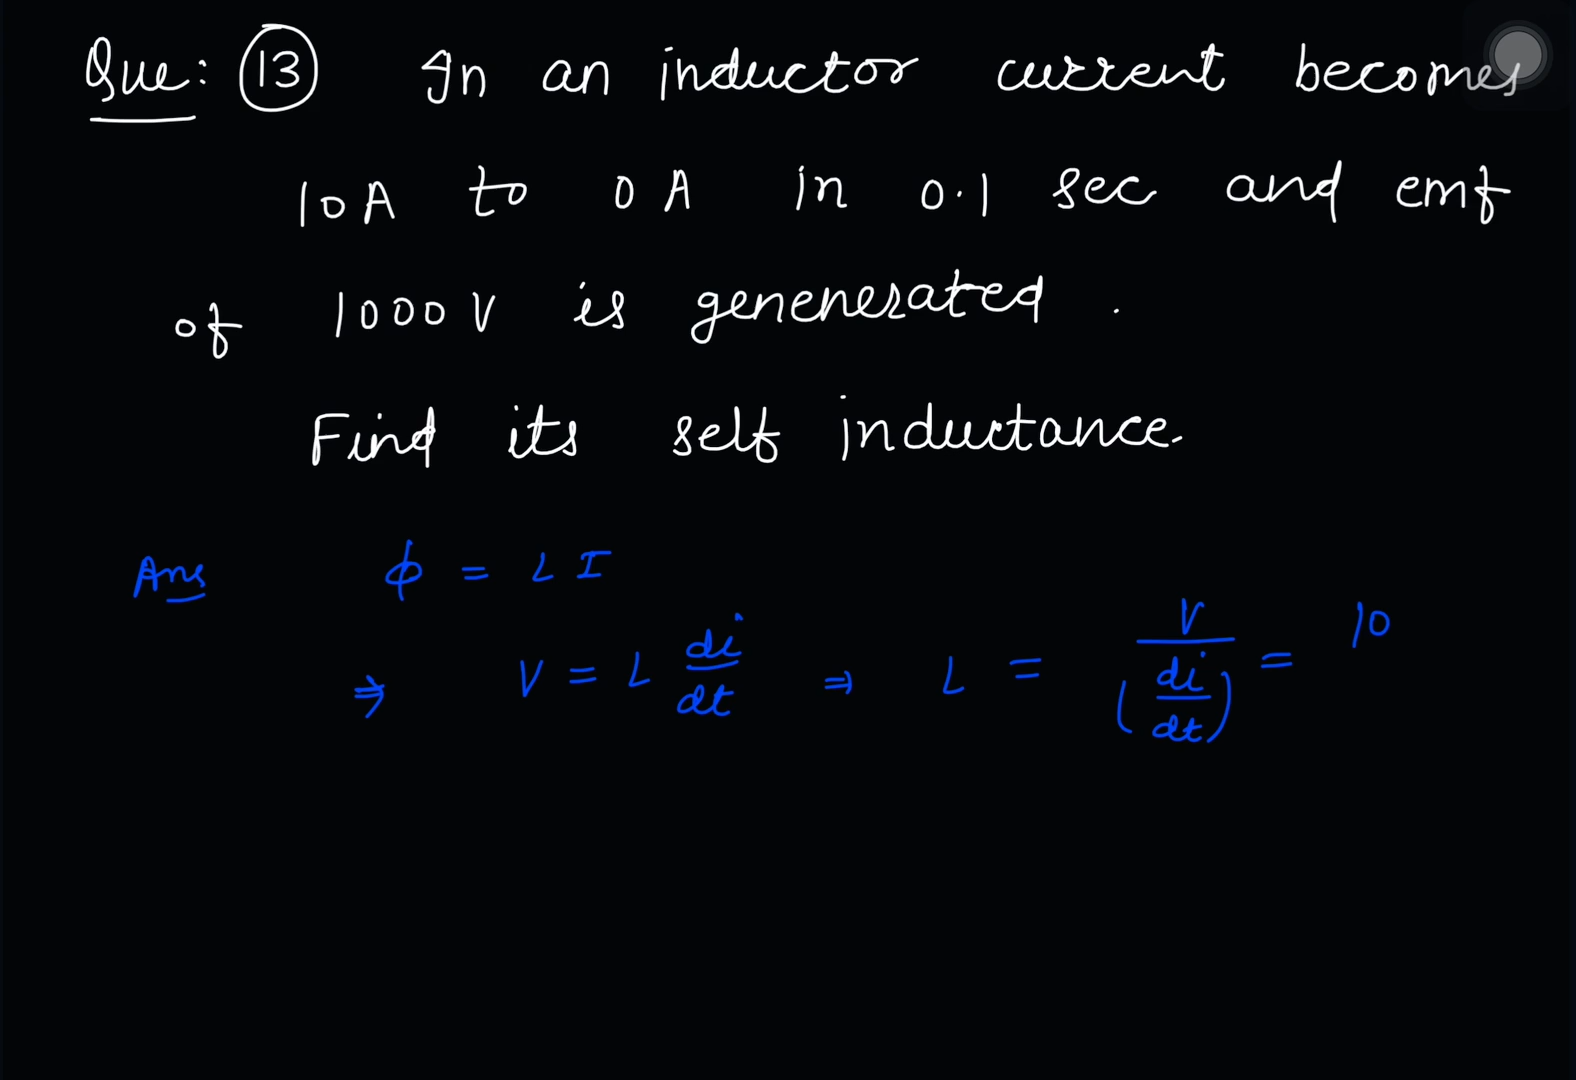 Que: 13 In an inductor current becomes
10A to 0 A in 0.1 sec and emf
of 1000 V is genenerated.
Find its self inductance.
Ans ϕ = L I
⇒ V = L di/dt ⇒ L = V/(di/dt) = 10